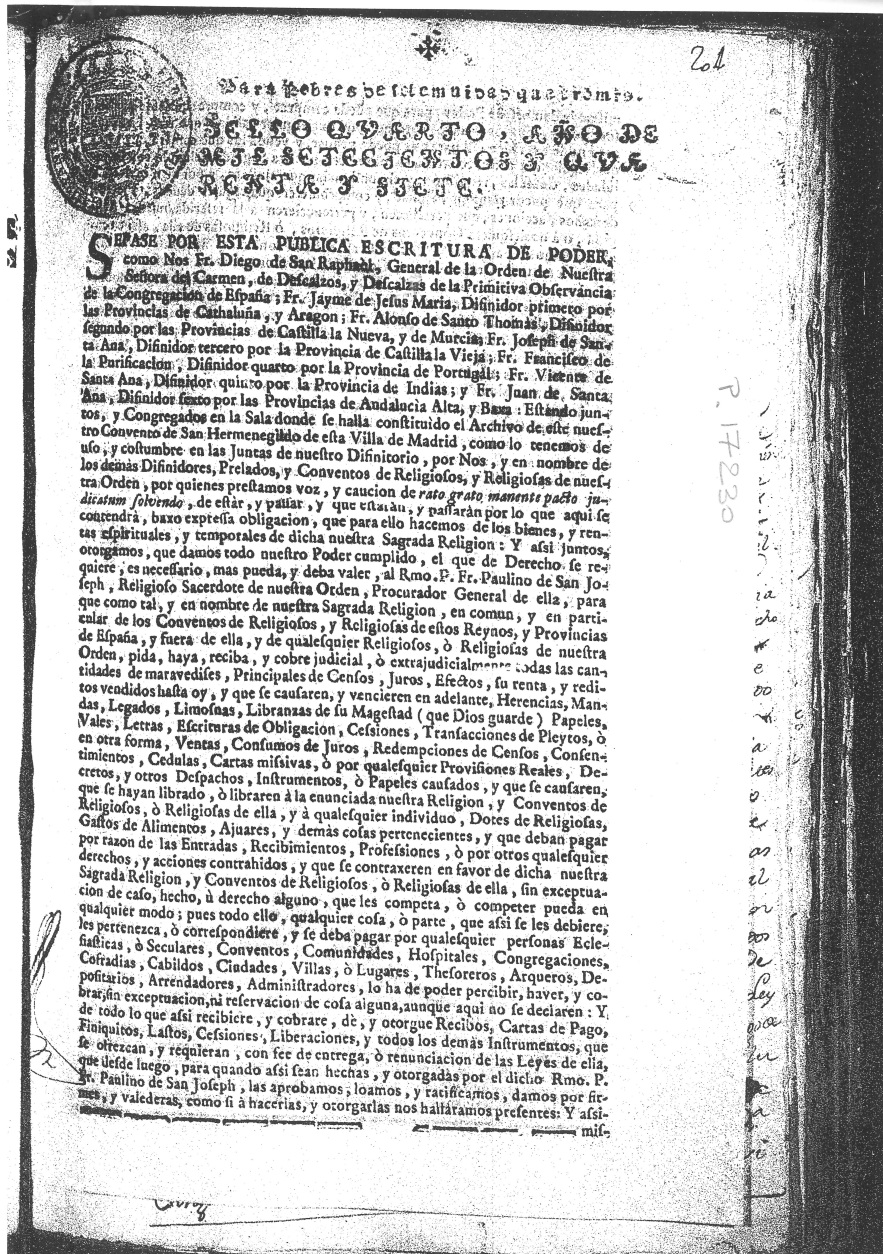 201
Para Pobres
SELLO QVARTO, AÑO DE
MIL SETECIENTOS Y QVA
RENTA Y SIETE.
SEPASE POR ESTA PUBLICA ESCRITURA DE PODER,
como Nos Fr. Diego de San Raphaèl, General de la Orden de Nuestra
Señora del Carmen, de Descalzos, y Descalzas de la Primitiva Observancia
de la Congregacion de España; Fr. Jayme de Jesus Maria, Difinidor primero por
las Provincias de Cathaluña, y Aragon; Fr. Alonso de Santo Thomàs, Difinidor
segundo por las Provincias de Castilla la Nueva, y de Murcia; Fr. Joseph de San-
ta Ana, Difinidor tercero por la Provincia de Castilla la Vieja; Fr. Francisco de
la Purificacion, Difinidor quarto por la Provincia de Portugàl; Fr. Vicente de
Santa Ana, Difinidor quinto por la Provincia de Indias; y Fr. Juan de Santa
Ana, Difinidor sexto por las Provincias de Andalucìa Alta, y Baxa: Estando jun-
tos, y Congregados en la Sala donde se halla constituìdo el Archivo de este nues-
tro Convento de San Hermenegildo de esta Villa de Madrid, como lo tenemos de
uso, y costumbre en las Juntas de nuestro Difinitorio, por Nos, y en nombre de
los demàs Difinidores, Prelados, y Conventos de Religiosos, y Religiosas de nues-
tra Orden, por quienes prestamos voz, y caucion de rato grato manente pacto ju-
dicatum solvendo, de estàr, y passar, y que estaràn, y passaràn por lo que aqui se
contendrà, baxo expressa obligacion, que para ello hacemos de los bienes, y ren-
tas espirituales, y temporales de dicha nuestra Sagrada Religion: Y assi juntos,
otorgamos, que damos todo nuestro Poder cumplido, el que de Derecho se re-
quiere, es necessario, mas pueda, y deba valer, al Rmo. P. Fr. Paulino de San Jo-
seph, Religioso Sacerdote de nuestra Orden, Procurador General de ella, para
que como tal, y en nombre de nuestra Sagrada Religion, en comun, y en parti-
cular de los Conventos de Religiosos, y Religiosas de estos Reynos, y Provincias
de España, y fuera de ella, y de qualesquier Religiosos, ò Religiosas de nuestra
Orden, pida, haya, reciba, y cobre judicial, ò extrajudicialmente todas las can-
tidades de maravedises, Principales de Censos, Juros, Efectos, su renta, y redi-
tos vendidos hasta oy, y que se causaren, y vencieren en adelante, Herencias, Man-
das, Legados, Limosnas, Libranzas de su Magestad (que Dios guarde) Papeles,
Vales, Letras, Escrituras de Obligacion, Cessiones, Transacciones de Pleytos, ò
en otra forma, Ventas, Consumos de Juros, Redempciones de Censos, Consen-
timientos, Cedulas, Cartas missivas, ò por qualesquier Provisiones Reales, De-
cretos, y otros Despachos, Instrumentos, ò Papeles causados, y que se causaren,
que se hayan librado, ò libraren à la enunciada nuestra Religion, y Conventos de
Religiosos, ò Religiosas de ella, y à qualesquier individuo, Dotes de Religiosas,
Gastos de Alimentos, Ajuares, y demàs cosas pertenecientes, y que deban pagar
por razon de las Entradas, Recibimientos, Professiones, ò por otros qualesquier
derechos, y acciones contrahidos, y que se contraxeren en favor de dicha nuestra
Sagrada Religion, y Conventos de Religiosos, ò Religiosas de ella, sin exceptua-
cion de caso, hecho, ù derecho alguno, que les competa, ò competer pueda en
qualquier modo; pues todo ello, qualquier cosa, ò parte, que assi se les debiere,
les pertenezca, ò correspondiere, y se deba pagar por qualesquier personas Ecle-
siasticas, ò Seculares, Conventos, Comunidades, Hospitales, Congregaciones,
Cofradias, Cabildos, Ciudades, Villas, ò Lugares, Thesoreros, Arqueros, De-
positarios, Arrendadores, Administradores, lo ha de poder percibir, haver, y co-
brar, sin exceptuacion, ni reservacion de cosa alguna, aunque aqui no se declaren: Y
de todo lo que assi recibiere, y cobrare, dè, y otorgue Recibos, Cartas de Pago,
Finiquitos, Lastos, Cessiones, Liberaciones, y todos los demàs Instrumentos, que
se ofrezcan, y requieran, con fee de entrega, ò renunciacion de las Leyes de ella,
que desde luego, para quando assi sean hechas, y otorgadas por el dicho Rmo. P.
Fr. Paulino de San Joseph, las aprobamos, loamos, y ratificamos, damos por fir-
mes, y valederas, como si à hacerlas, y otorgarlas nos hallàramos presentes: Y assi-
mis-
P. 17230